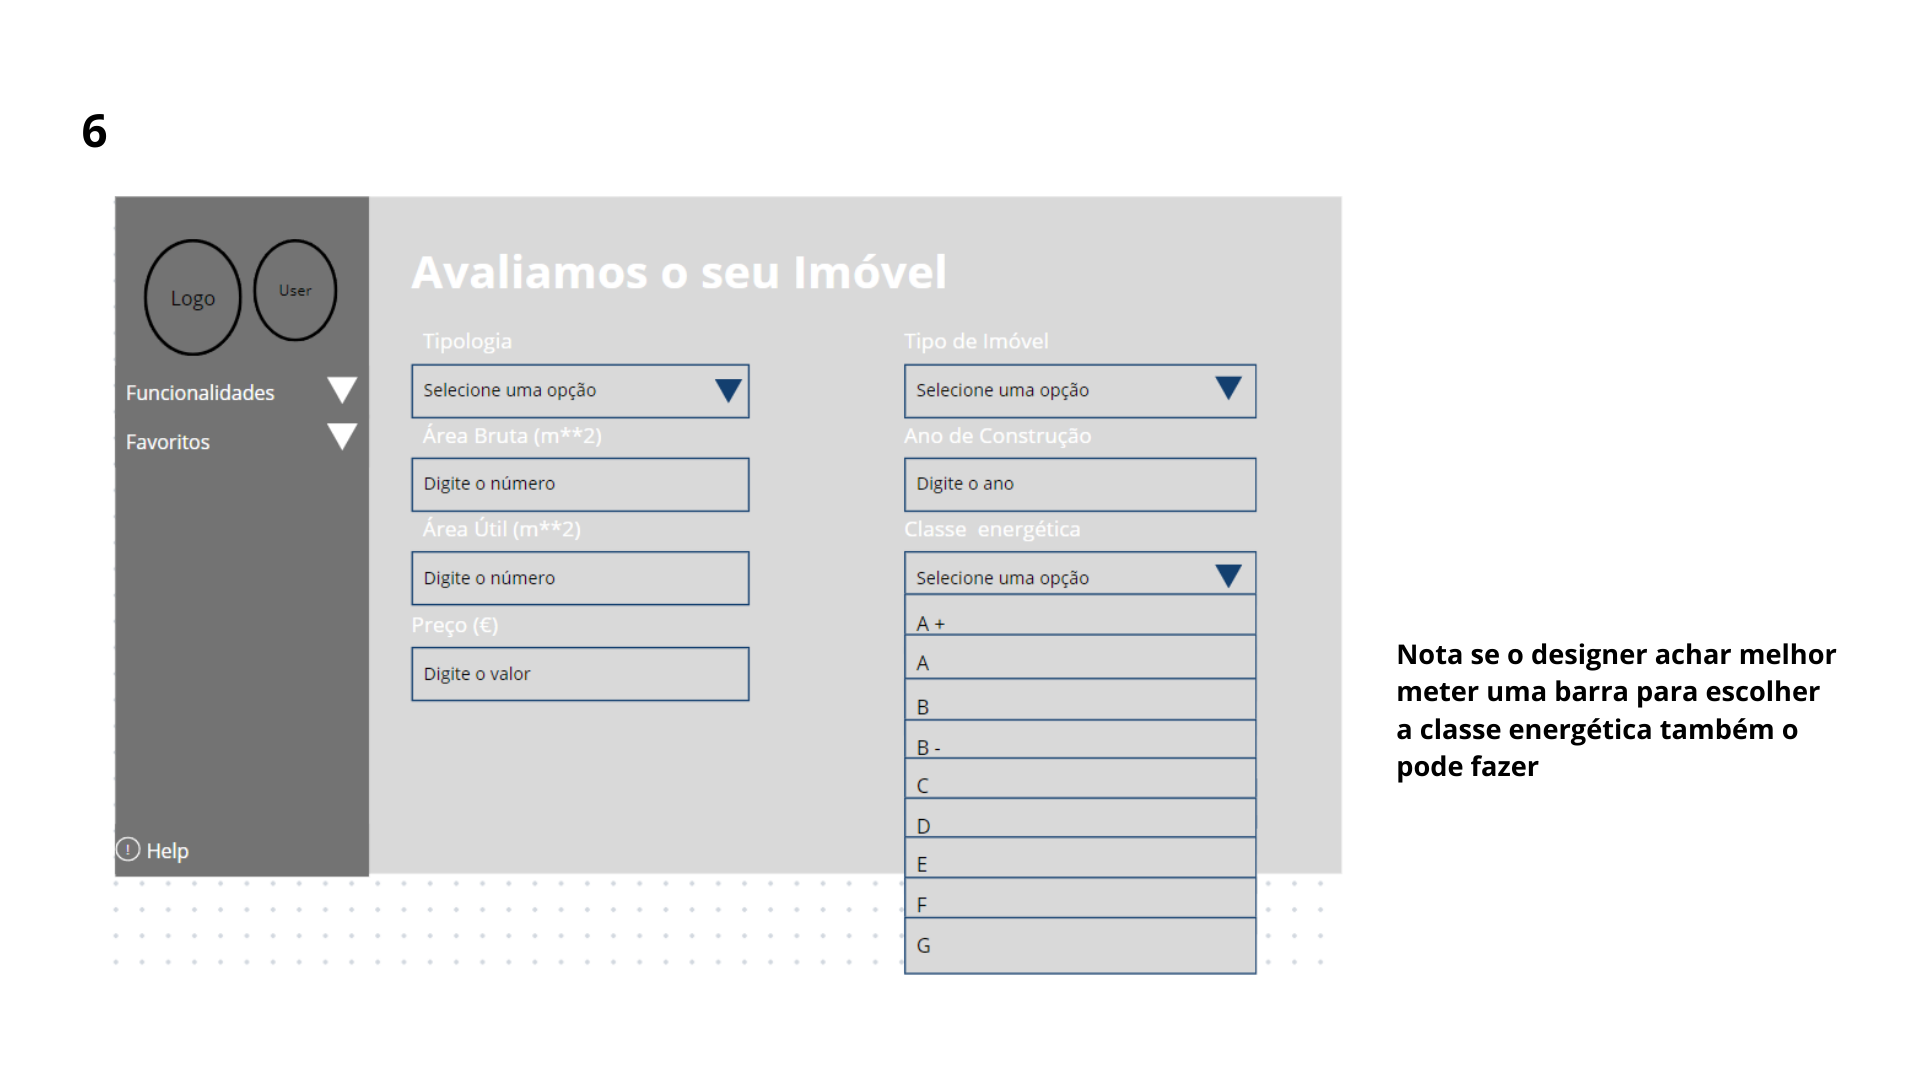 6
Logo
User
Funcionalidades
Favoritos
! Help
Avaliamos o seu Imóvel
Tipologia
Selecione uma opção
Área Bruta (m**2)
Digite o número
Área Útil (m**2)
Digite o número
Preço (€)
Digite o valor
Tipo de Imóvel
Selecione uma opção
Ano de Construção
Digite o ano
Classe  energética
Selecione uma opção
A +
A
B
B -
C
D
E
F
G
Nota se o designer achar melhor
meter uma barra para escolher
a classe energética também o
pode fazer